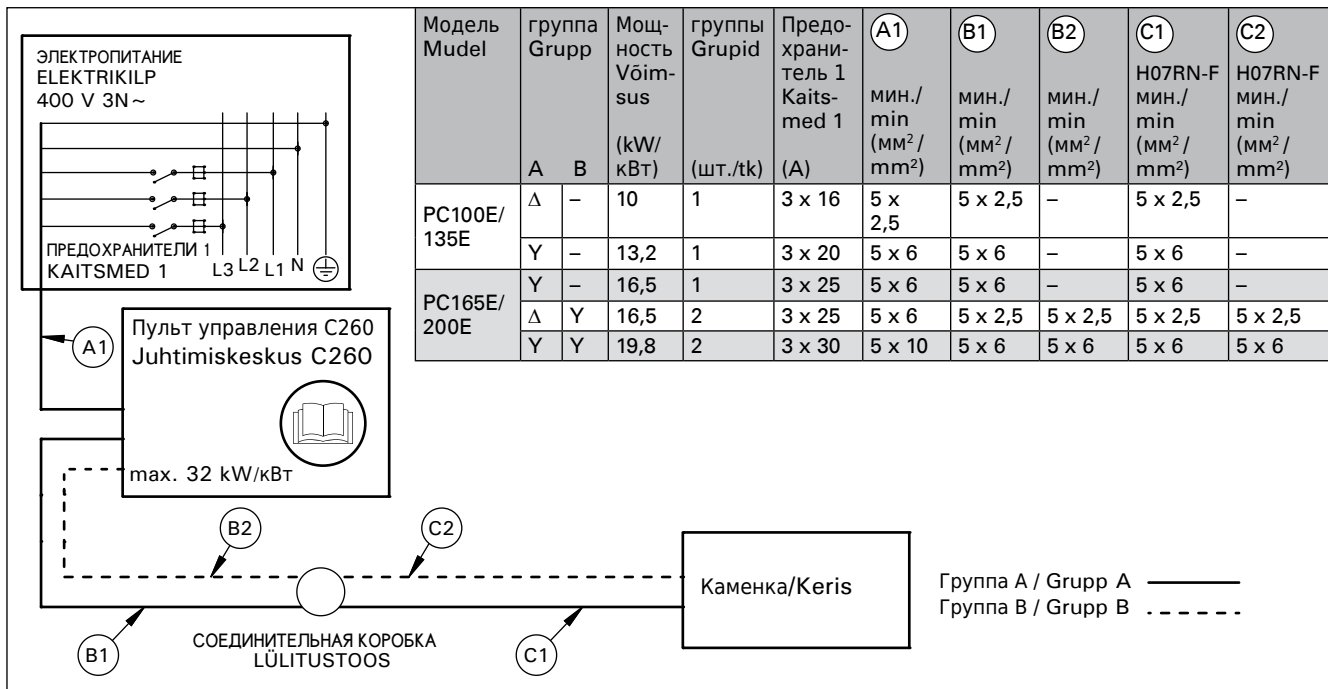 ЭЛЕКТРОПИТАНИЕ
ELEKTRIKILP
400 V 3N~
ПРЕДОХРАНИТЕЛИ 1
KAITSMED 1
L3 L2 L1 N
A1
Пульт управления C260
Juhtimiskeskus C260
max. 32 kW/кВт
B2
C2
B1
C1
СОЕДИНИТЕЛЬНАЯ КОРОБКА
LÜLITUSTOOS
Каменка/Keris
Группа A / Grupp A
Группа B / Grupp B
Модель Mudel | группа Grupp A B | Мощ-ность Võim-sus (kW/кВт) | группы Grupid (шт./tk) | Предо-храни-тель 1 Kaits-med 1 (A) | A1 мин./min (мм²/mm²) | B1 мин./min (мм²/mm²) | B2 мин./min (мм²/mm²) | C1 H07RN-F мин./min (мм²/mm²) | C2 H07RN-F мин./min (мм²/mm²)
PC100E/135E
Δ – 10 1 3 x 16 5 x 2,5 5 x 2,5 – 5 x 2,5 –
Y – 13,2 1 3 x 20 5 x 6 5 x 6 – 5 x 6 –
PC165E/200E
Y – 16,5 1 3 x 25 5 x 6 5 x 6 – 5 x 6 –
Δ Y 16,5 2 3 x 25 5 x 6 5 x 2,5 5 x 2,5 5 x 2,5 5 x 2,5
Y Y 19,8 2 3 x 30 5 x 10 5 x 6 5 x 6 5 x 6 5 x 6